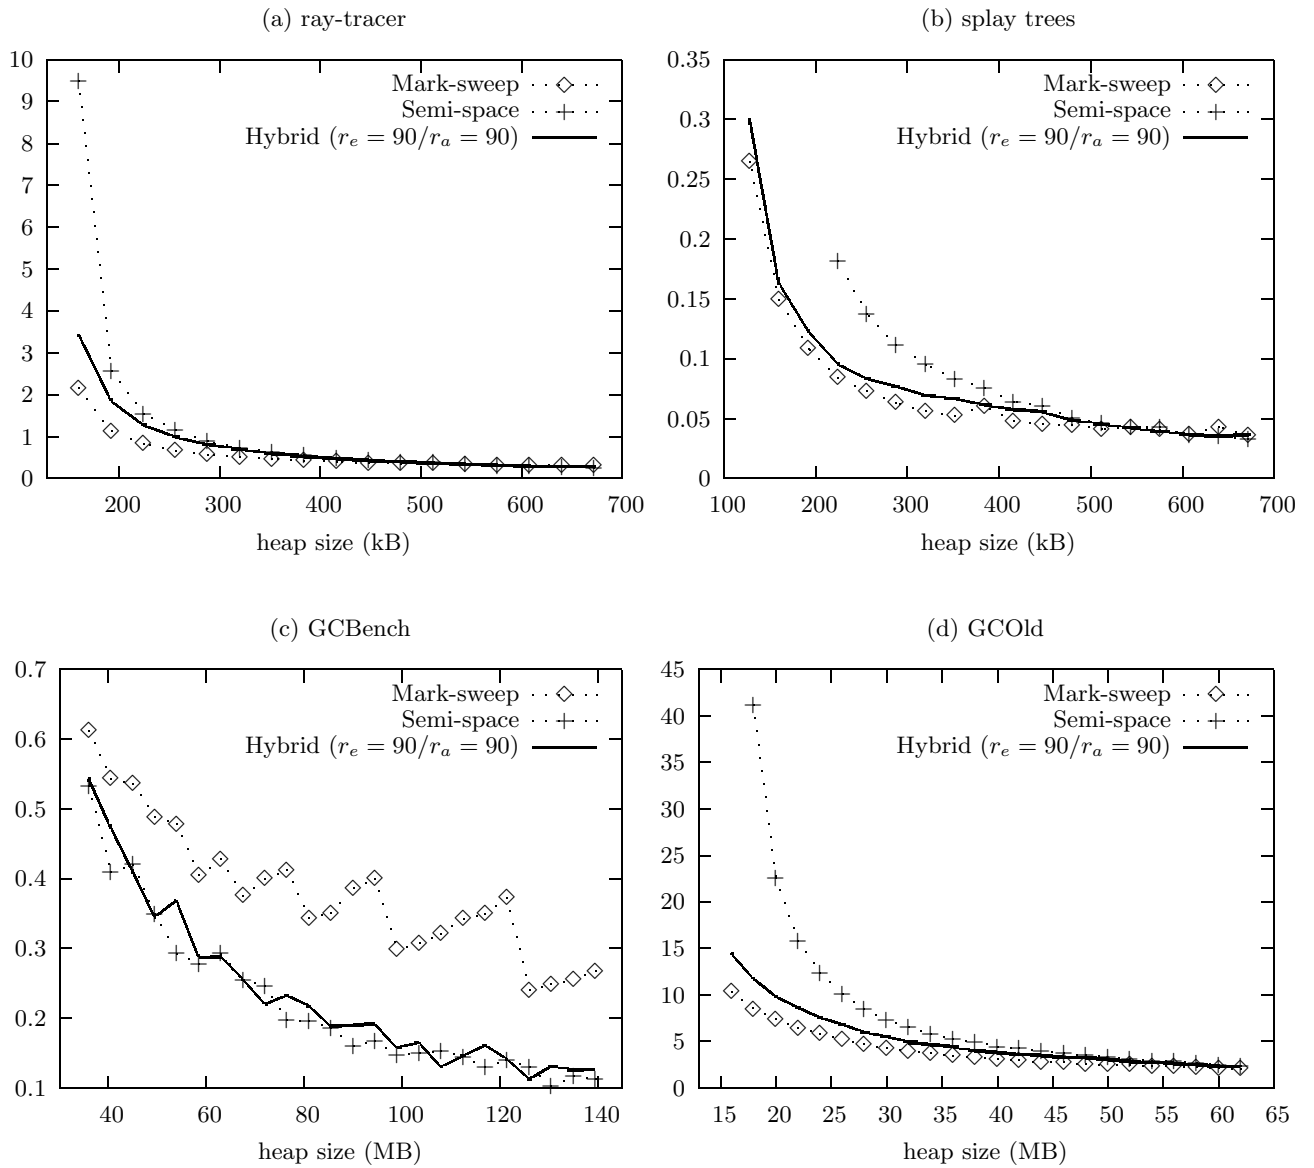 (a) ray-tracer
10
9
8
7
6
5
4
3
2
1
0
Mark-sweep
Semi-space
Hybrid (r_e = 90/r_a = 90)
200 300 400 500 600 700
heap size (kB)
(b) splay trees
0.35
0.3
0.25
0.2
0.15
0.1
0.05
0
Mark-sweep
Semi-space
Hybrid (r_e = 90/r_a = 90)
100 200 300 400 500 600 700
heap size (kB)
(c) GCBench
0.7
0.6
0.5
0.4
0.3
0.2
0.1
Mark-sweep
Semi-space
Hybrid (r_e = 90/r_a = 90)
40 60 80 100 120 140
heap size (MB)
(d) GCOld
45
40
35
30
25
20
15
10
5
0
Mark-sweep
Semi-space
Hybrid (r_e = 90/r_a = 90)
15 20 25 30 35 40 45 50 55 60 65
heap size (MB)